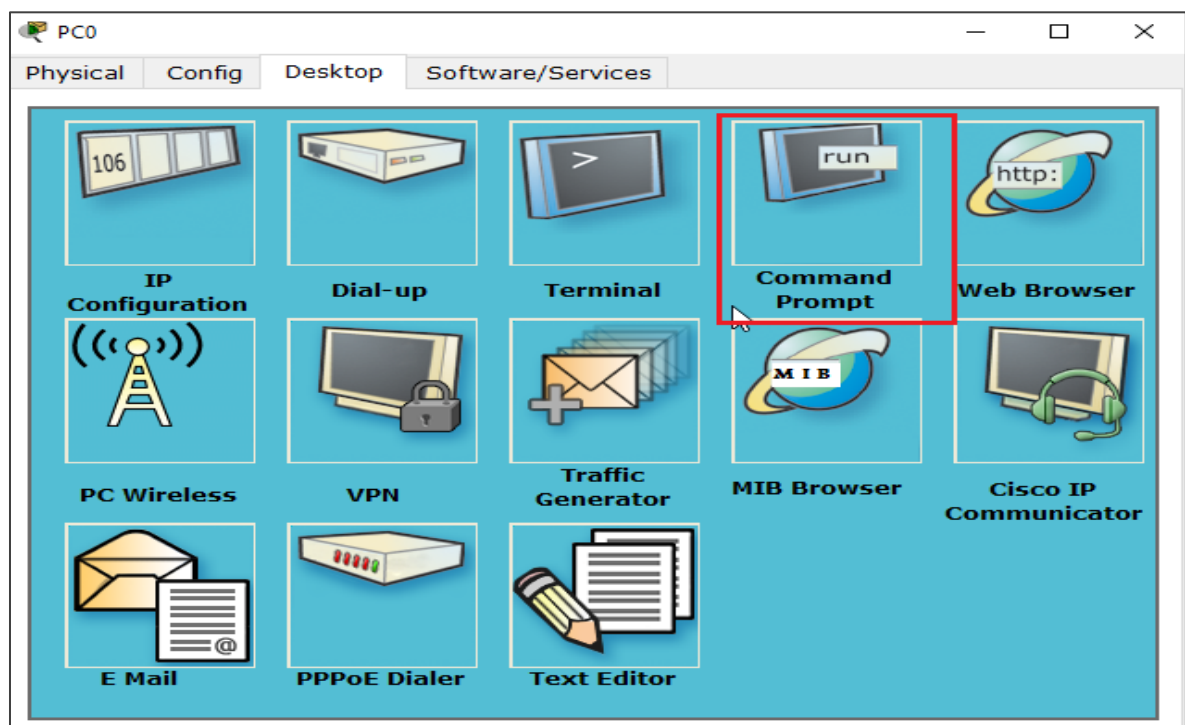 PC0
Physical Config Desktop Software/Services
106
>
run
http:
IP
Configuration
Dial-up
Terminal
Command
Prompt
Web Browser
MIB
PC Wireless
VPN
Traffic
Generator
MIB Browser
Cisco IP
Communicator
@
E Mail
PPPoE Dialer
Text Editor